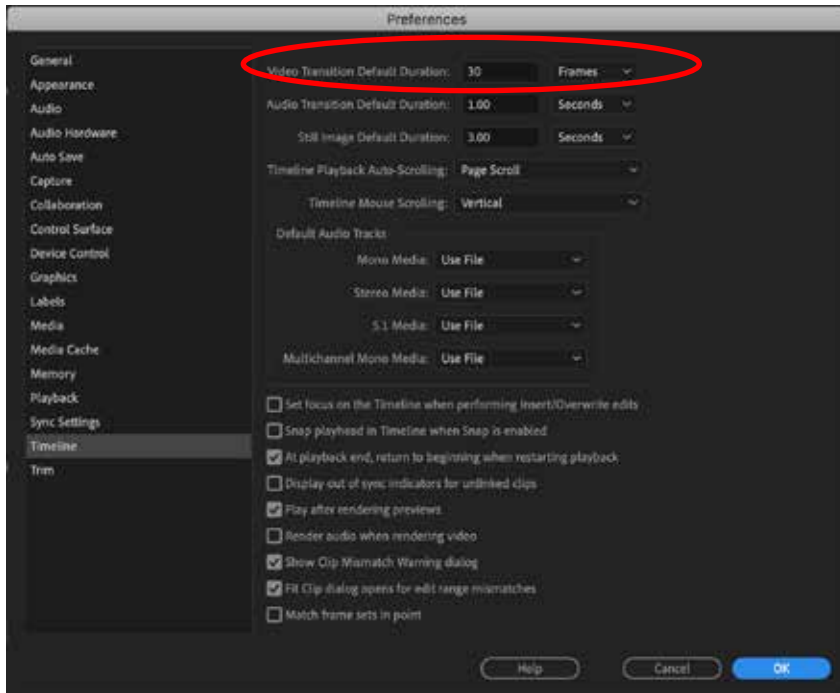 Preferences
General
Appearance
Audio
Audio Hardware
Auto Save
Capture
Collaboration
Control Surface
Device Control
Graphics
Labels
Media
Media Cache
Memory
Playback
Sync Settings
Timeline
Trim
Video Transition Default Duration: 30 Frames
Audio Transition Default Duration: 1.00 Seconds
Still Image Default Duration: 3.00 Seconds
Timeline Playback Auto-Scrolling: Page Scroll
Timeline Mouse Scrolling: Vertical
Default Audio Tracks
Mono Media: Use File
Stereo Media: Use File
5.1 Media: Use File
Multichannel Mono Media: Use File
Set focus on the Timeline when performing Insert/Overwrite edits
Snap playhead in Timeline when Snap is enabled
At playback end, return to beginning when restarting playback
Display out of sync indicators for unlinked clips
Play after rendering previews
Render audio when rendering video
Show Clip Mismatch Warning dialog
Fit Clip dialog opens for edit range mismatches
Match frame sets in point
Help Cancel OK